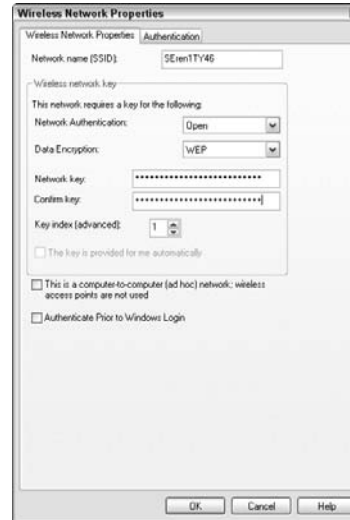 Wireless Network Properties
Wireless Network Properties
Authentication
Network name (SSID):
SEren1TY46
Wireless network key
This network requires a key for the following:
Network Authentication:
Open
Data Encryption:
WEP
Network key:
••••••••••••••••••••••••••
Confirm key:
••••••••••••••••••••••••••
Key index (advanced):
1
The key is provided for me automatically
This is a computer-to-computer (ad hoc) network; wireless
access points are not used
Authenticate Prior to Windows Login
OK
Cancel
Help